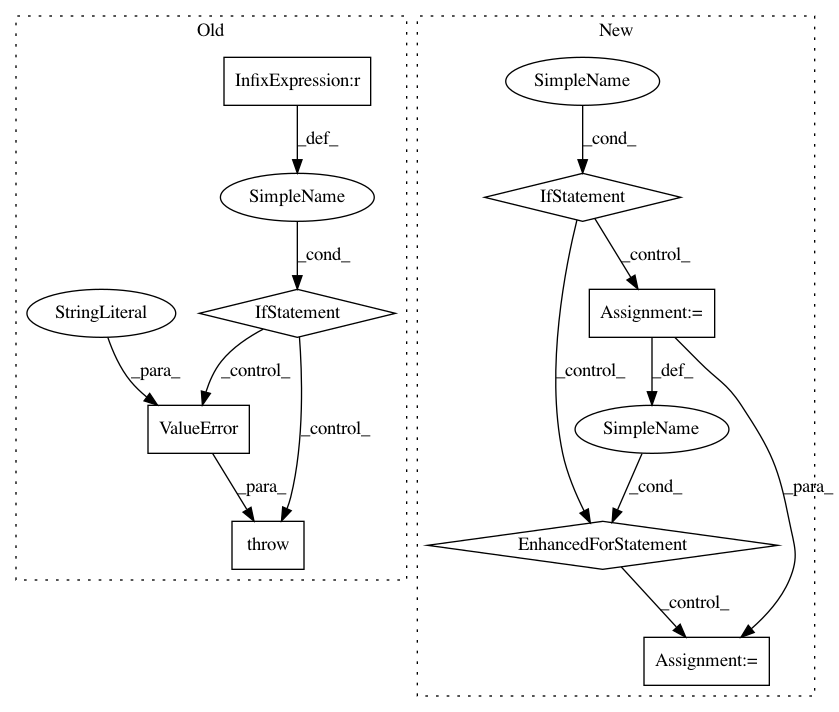 Old
New
InfixExpression:r
SimpleName
_def_
_cond_
SimpleName
IfStatement
_cond_
_control_
StringLiteral
IfStatement
Assignment:=
_para_
_control_
_control_
_def_
_control_
ValueError
SimpleName
_para_
_cond_
_para_
throw
EnhancedForStatement
_control_
Assignment:=